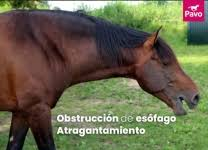 Pavo
Obstrucción de esófago
Atragantamiento